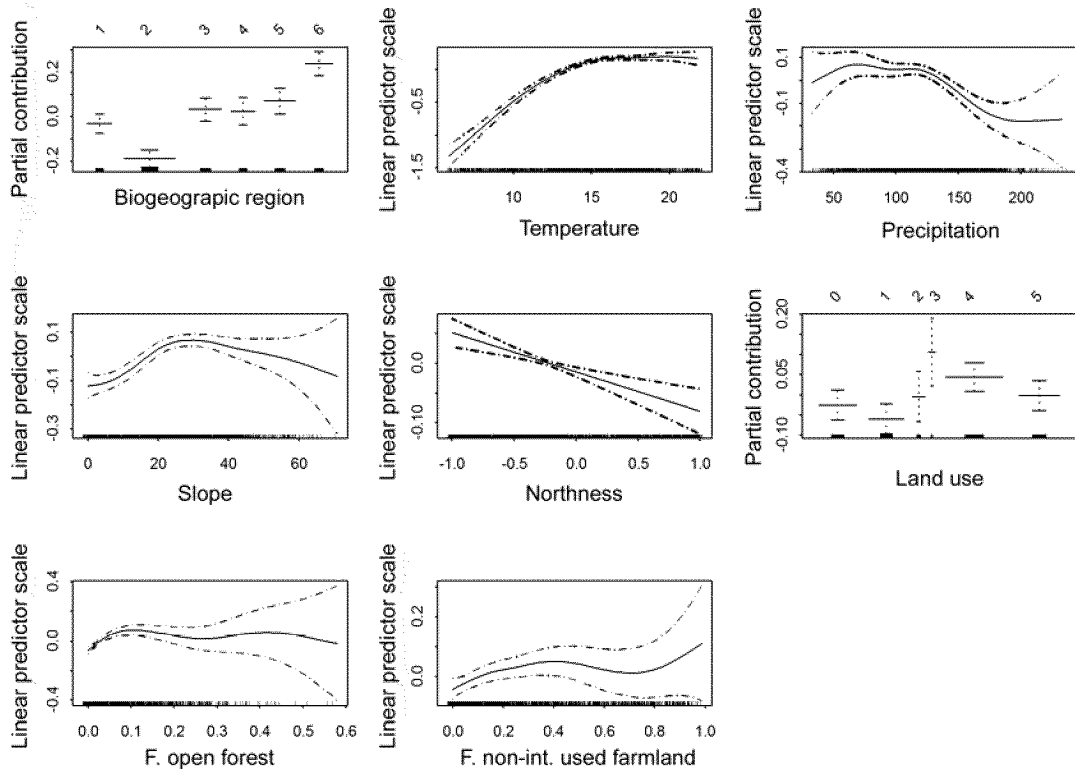 Partial contribution
1 2 3 4 5 6
0.2
0.0
-0.2
Biogeograpic region
Linear predictor scale
-0.5
-1.5
10 15 20
Temperature
Linear predictor scale
0.1
-0.1
-0.4
50 100 150 200
Precipitation
Linear predictor scale
0.1
-0.1
-0.3
0 20 40 60
Slope
Linear predictor scale
0.0
-0.10
-1.0 -0.5 0.0 0.5 1.0
Northness
Partial contribution
0 1 2 3 4 5
0.20
0.05
-0.10
Land use
Linear predictor scale
0.4
0.0
-0.4
0.0 0.1 0.2 0.3 0.4 0.5 0.6
F. open forest
Linear predictor scale
0.2
0.0
0.0 0.2 0.4 0.6 0.8 1.0
F. non-int. used farmland